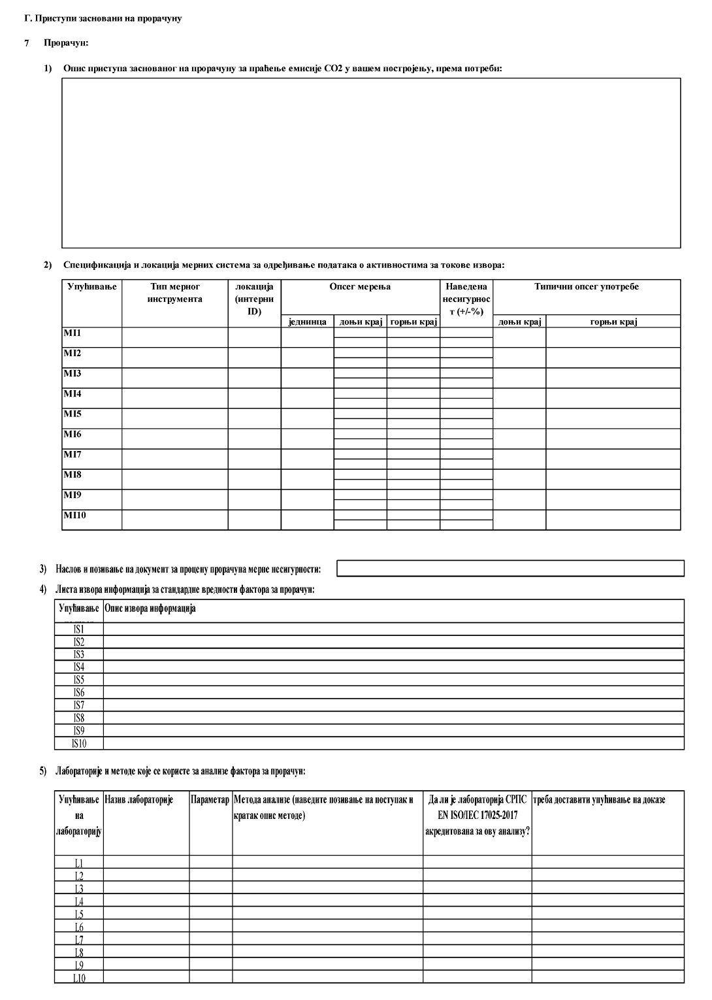 Г. Приступи засновани на прорачуну
7 Прорачун:
1) Опис приступа заснованог на прорачуну за праћење емисије CO2 у вашем постројењу, према потреби:
2) Спецификација и локација мерних система за одређивање података о активностима за токове извора:
Упућивање Тип мерног инструмента локација (интерни ID) Опсег мерења Наведена несигурнос т (+/-%) Типични опсег употребе
јединица доњи крај горњи крај доњи крај горњи крај
MI1
MI2
MI3
MI4
MI5
MI6
MI7
MI8
MI9
MI10
3) Наслов и позивање на документ за процену прорачуна мерне несигурности:
4) Листа извора информација за стандардне вредности фактора за прорачун:
Упућивање Опис извора информација
IS1
IS2
IS3
IS4
IS5
IS6
IS7
IS8
IS9
IS10
5) Лабораторије и методе које се користе за анализе фактора за прорачун:
Упућивање Назив лабораторије Параметар Метода анализе (наведите позивање на поступак и Да ли је лабораторија СРПС треба доставити упућивање на доказе
на кратак опис методе) EN ISO/IEC 17025-2017
лабораторију акредитована за ову анализу?
L1
L2
L3
L4
L5
L6
L7
L8
L9
L10